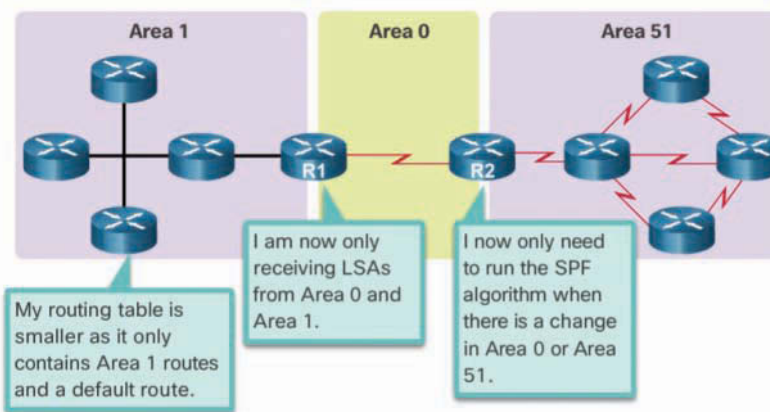 Area 1
Area 0
Area 51
R1
R2
I am now only
receiving LSAs
from Area 0 and
Area 1.
I now only need
to run the SPF
algorithm when
there is a change
in Area 0 or Area
51.
My routing table is
smaller as it only
contains Area 1 routes
and a default route.